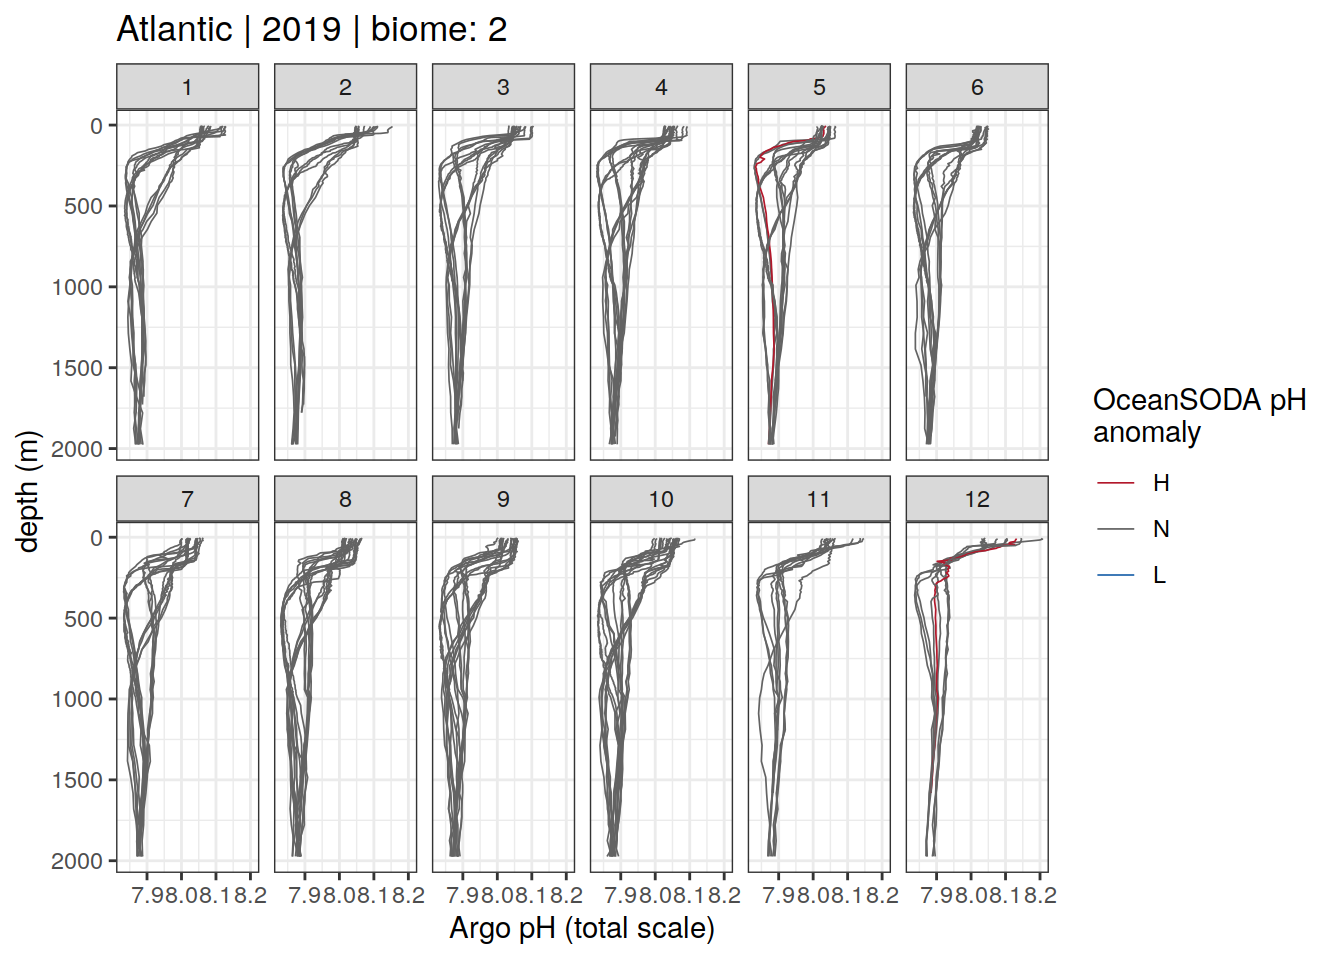 Atlantic | 2019 | biome: 2
1 2 3 4 5 6
0
500
1000
1500
2000
7 8 9 10 11 12
0
500
1000
1500
2000
7.98.08.18.2 7.98.08.18.2 7.98.08.18.2 7.98.08.18.2 7.98.08.18.2 7.98.08.18.2
Argo pH (total scale)
depth (m)
OceanSODA pH
anomaly
H
N
L